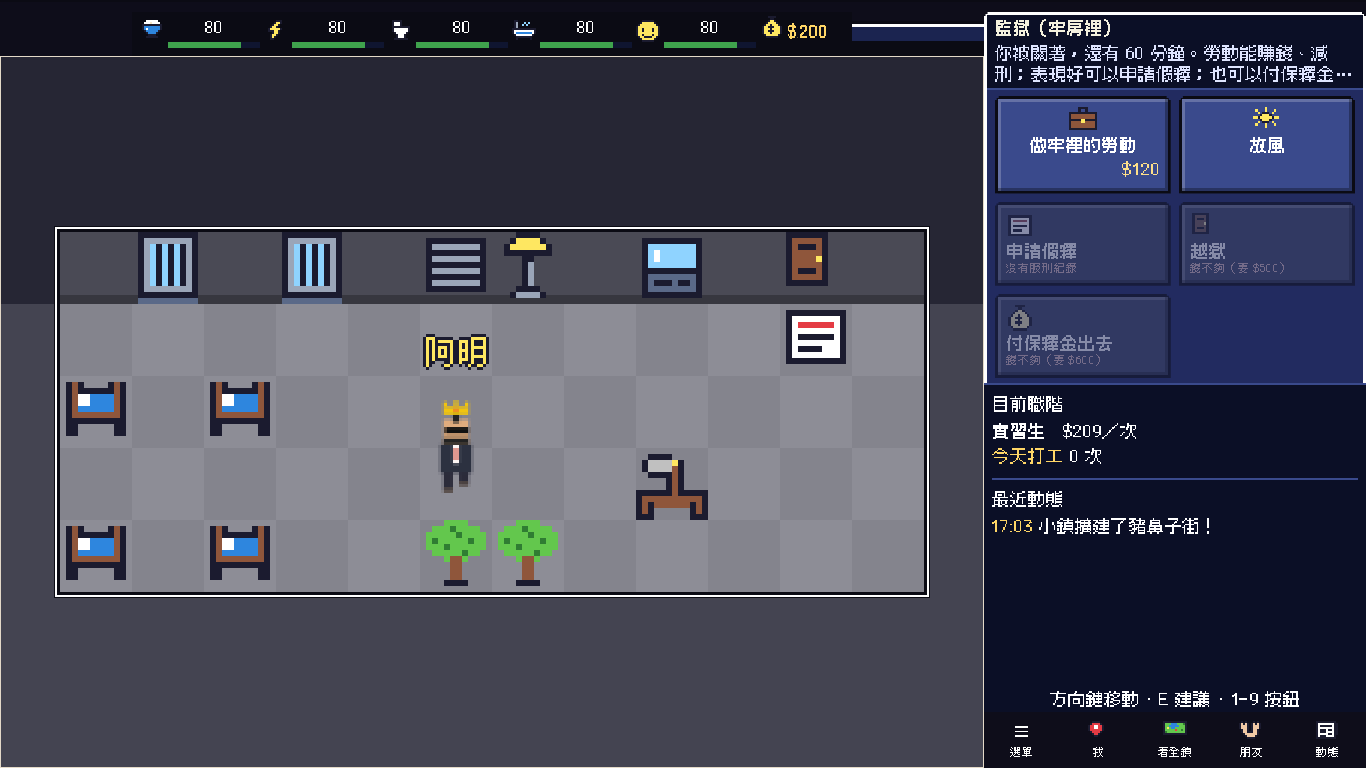 80
80
80
80
80
$200
監獄（牢房裡）
你被關著，還有 60 分鐘。勞動能賺錢、減
刑；表現好可以申請假釋；也可以付保釋金…
做牢裡的勞動
$120
放風
申請假釋
沒有服刑紀錄
越獄
錢不夠（要 $500）
付保釋金出去
錢不夠（要 $600）
阿明
目前職階
實習生 $209／次
今天打工 0 次
最近動態
17:03 小鎮擴建了豬鼻子街！
方向鍵移動 · E 建議 · 1-9 按鈕
選單
我
看全鎮
朋友
動態